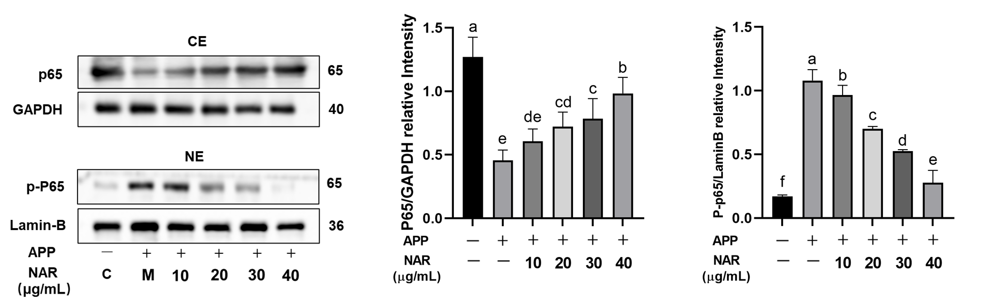 CE
p65 65
GAPDH 40
NE
p-P65 65
Lamin-B 36
APP — + + + + +
NAR C M 10 20 30 40
(μg/mL)
P65/GAPDH relative Intensity
1.5
1.0
0.5
0.0
a e de cd c b
APP — + + + + +
NAR — — 10 20 30 40
(μg/mL)
P-p65/LaminB relative Intensity
1.5
1.0
0.5
0.0
f a b c d e
APP — + + + + +
NAR — — 10 20 30 40
(μg/mL)